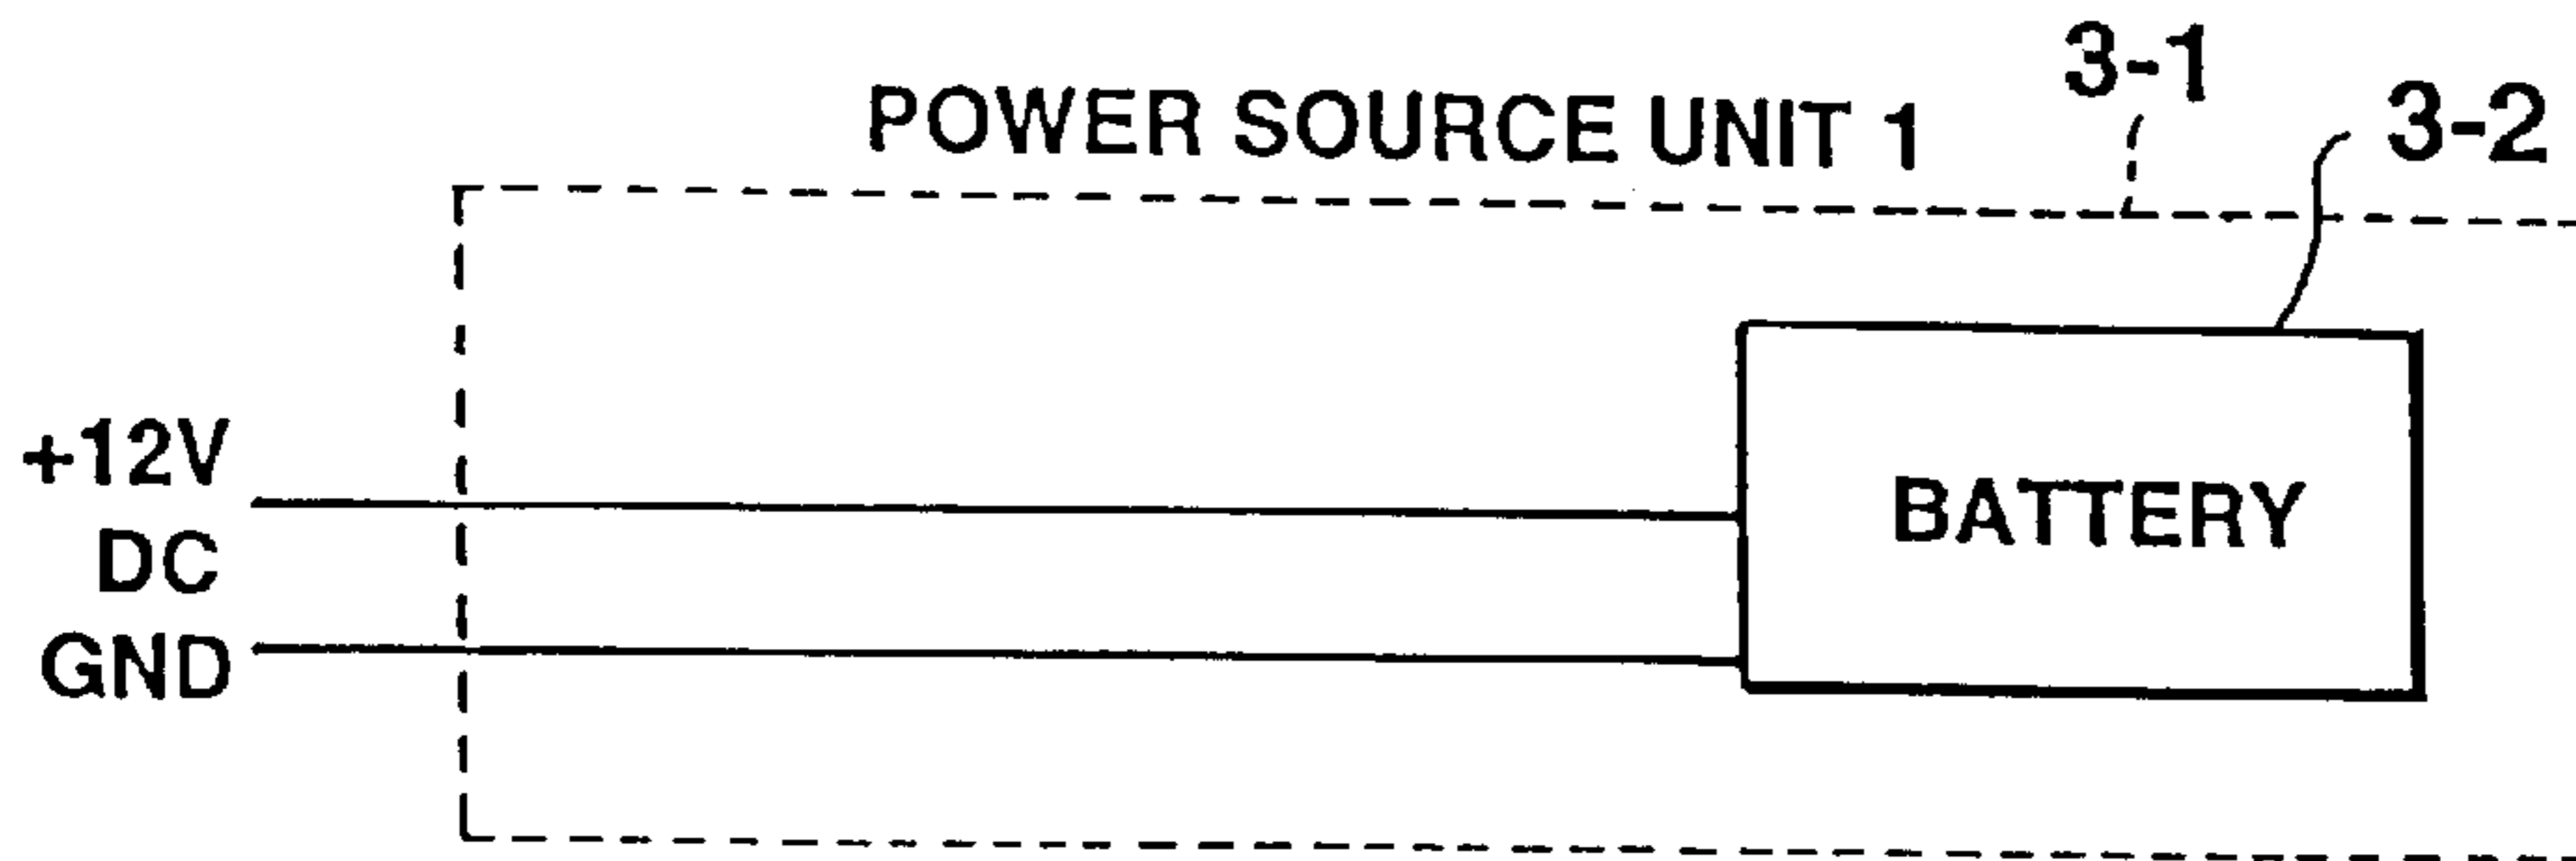 POWER SOURCE UNIT 1
3-1
3-2
+12V
DC
GND
BATTERY